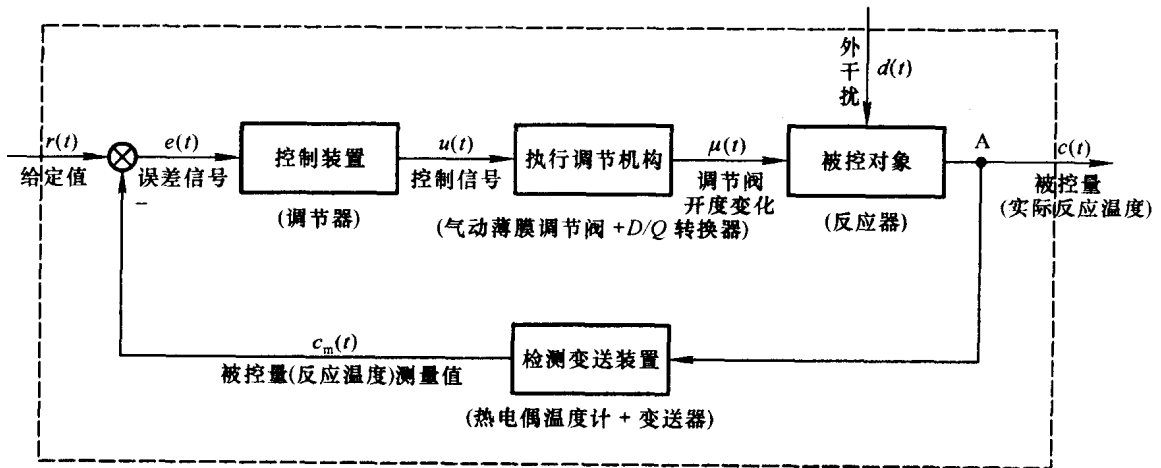 外干扰
d(t)
r(t)
给定值
e(t)
误差信号
−
控制装置
(调节器)
u(t)
控制信号
执行调节机构
(气动薄膜调节阀 +D/Q 转换器)
μ(t)
调节阀
开度变化
被控对象
(反应器)
A
c(t)
被控量
(实际反应温度)
c_m(t)
被控量(反应温度)测量值
检测变送装置
(热电偶温度计 + 变送器)